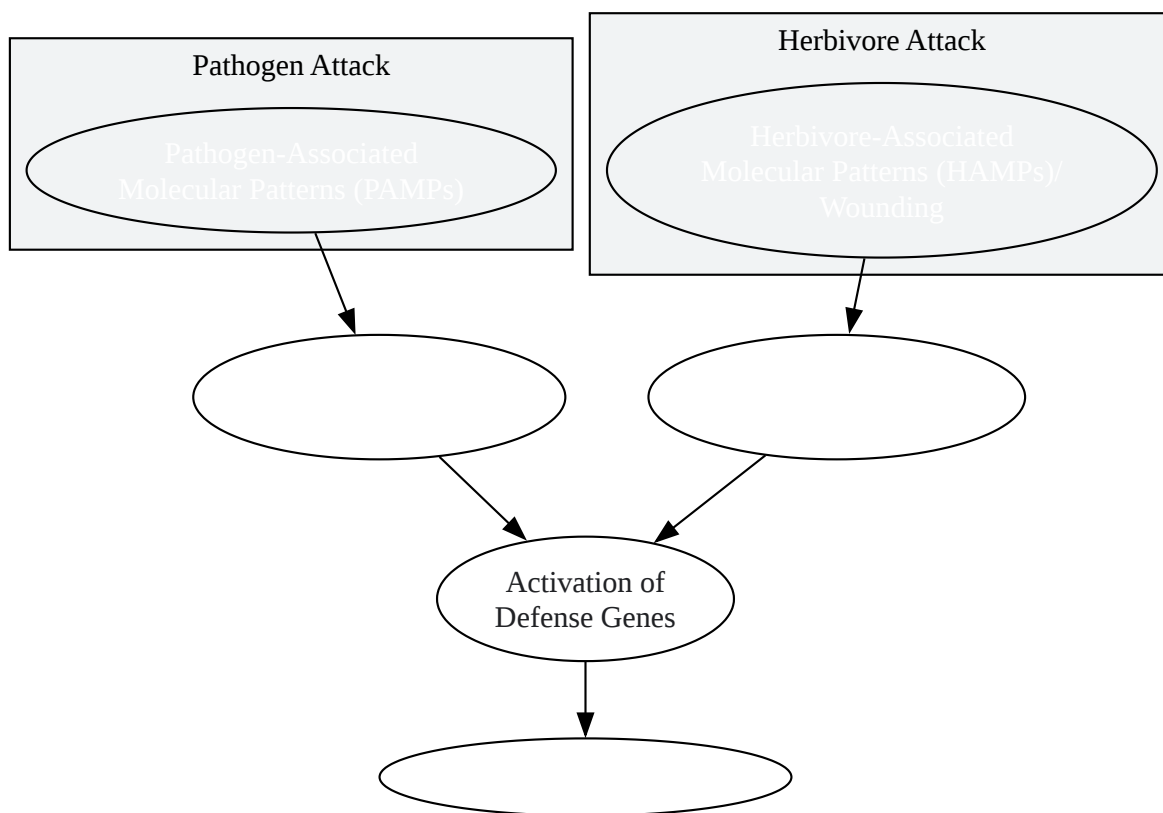 Pathogen Attack
Pathogen-Associated
Molecular Patterns (PAMPs)
Herbivore Attack
Herbivore-Associated
Molecular Patterns (HAMPs)/
Wounding
Activation of
Defense Genes